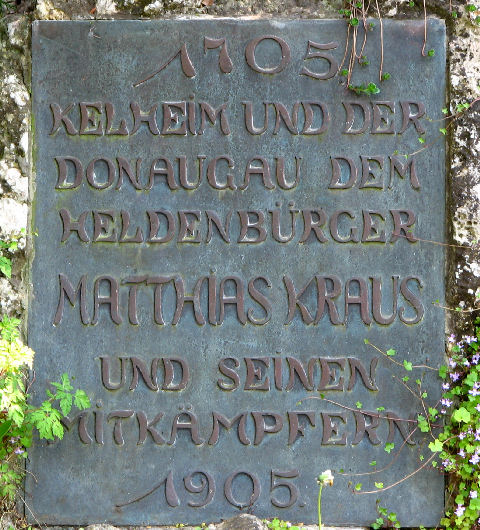 1705
KELHEIM UND DER
DONAUGAU DEM
HELDENBÜRGER
MATTHIAS KRAUS
UND SEINEN
MITKÄMPFERN
1905.